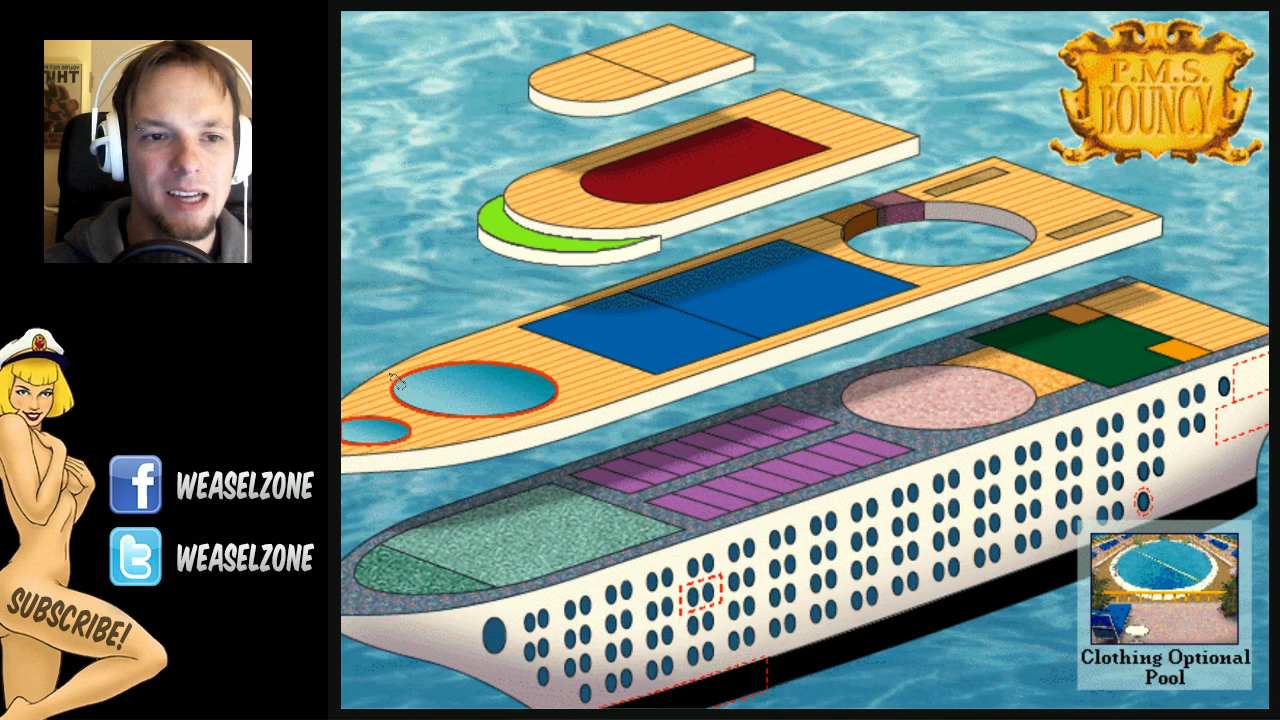 P.M.S.
BOUNCY
WEASELZONE
WEASELZONE
SUBSCRIBE!
Clothing Optional
Pool